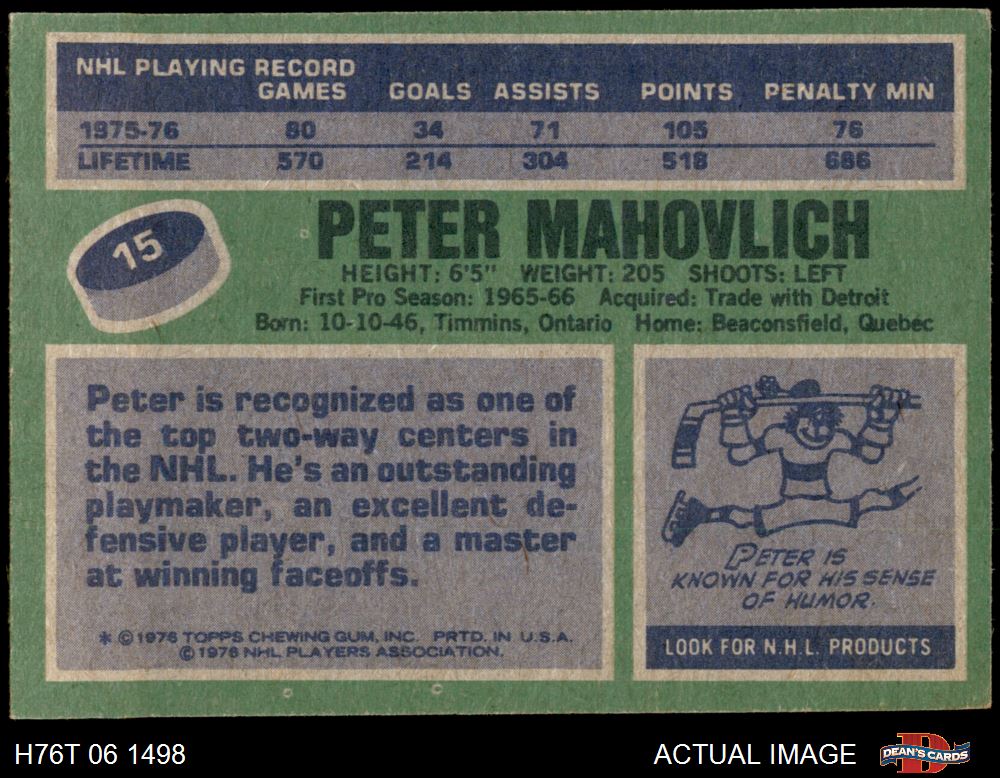 NHL PLAYING RECORD
GAMES GOALS ASSISTS POINTS PENALTY MIN
1975-76 80 34 71 105 76
LIFETIME 570 214 304 518 686
15
PETER MAHOVLICH
HEIGHT: 6'5" WEIGHT: 205 SHOOTS: LEFT
First Pro Season: 1965-66 Acquired: Trade with Detroit
Born: 10-10-46, Timmins, Ontario Home: Beaconsfield, Quebec
Peter is recognized as one of
the top two-way centers in
the NHL. He's an outstanding
playmaker, an excellent de-
fensive player, and a master
at winning faceoffs.
* © 1976 TOPPS CHEWING GUM, INC. PRTD. IN U.S.A.
© 1976 NHL PLAYERS ASSOCIATION.
PETER IS
KNOWN FOR HIS SENSE
OF HUMOR.
LOOK FOR N.H.L. PRODUCTS
H76T 06 1498 ACTUAL IMAGE
DEAN'S CARDS